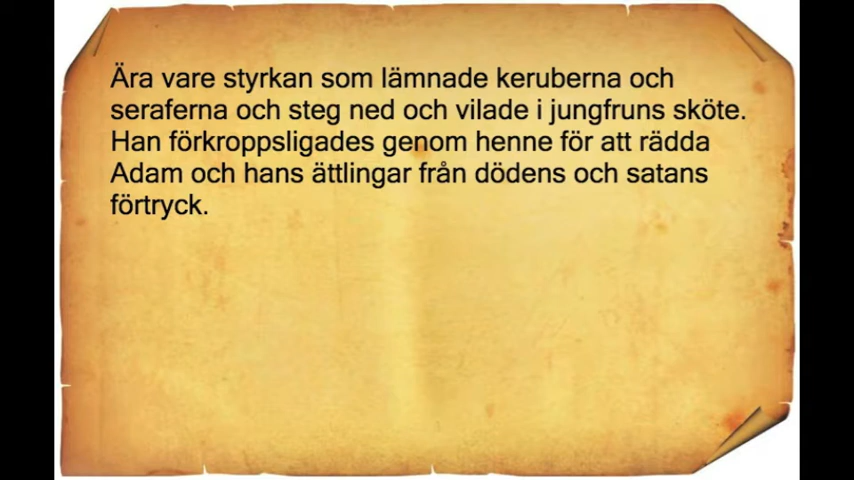 Ära vare styrkan som lämnade keruberna och
seraferna och steg ned och vilade i jungfruns sköte.
Han förkroppsligades genom henne för att rädda
Adam och hans ättlingar från dödens och satans
förtryck.